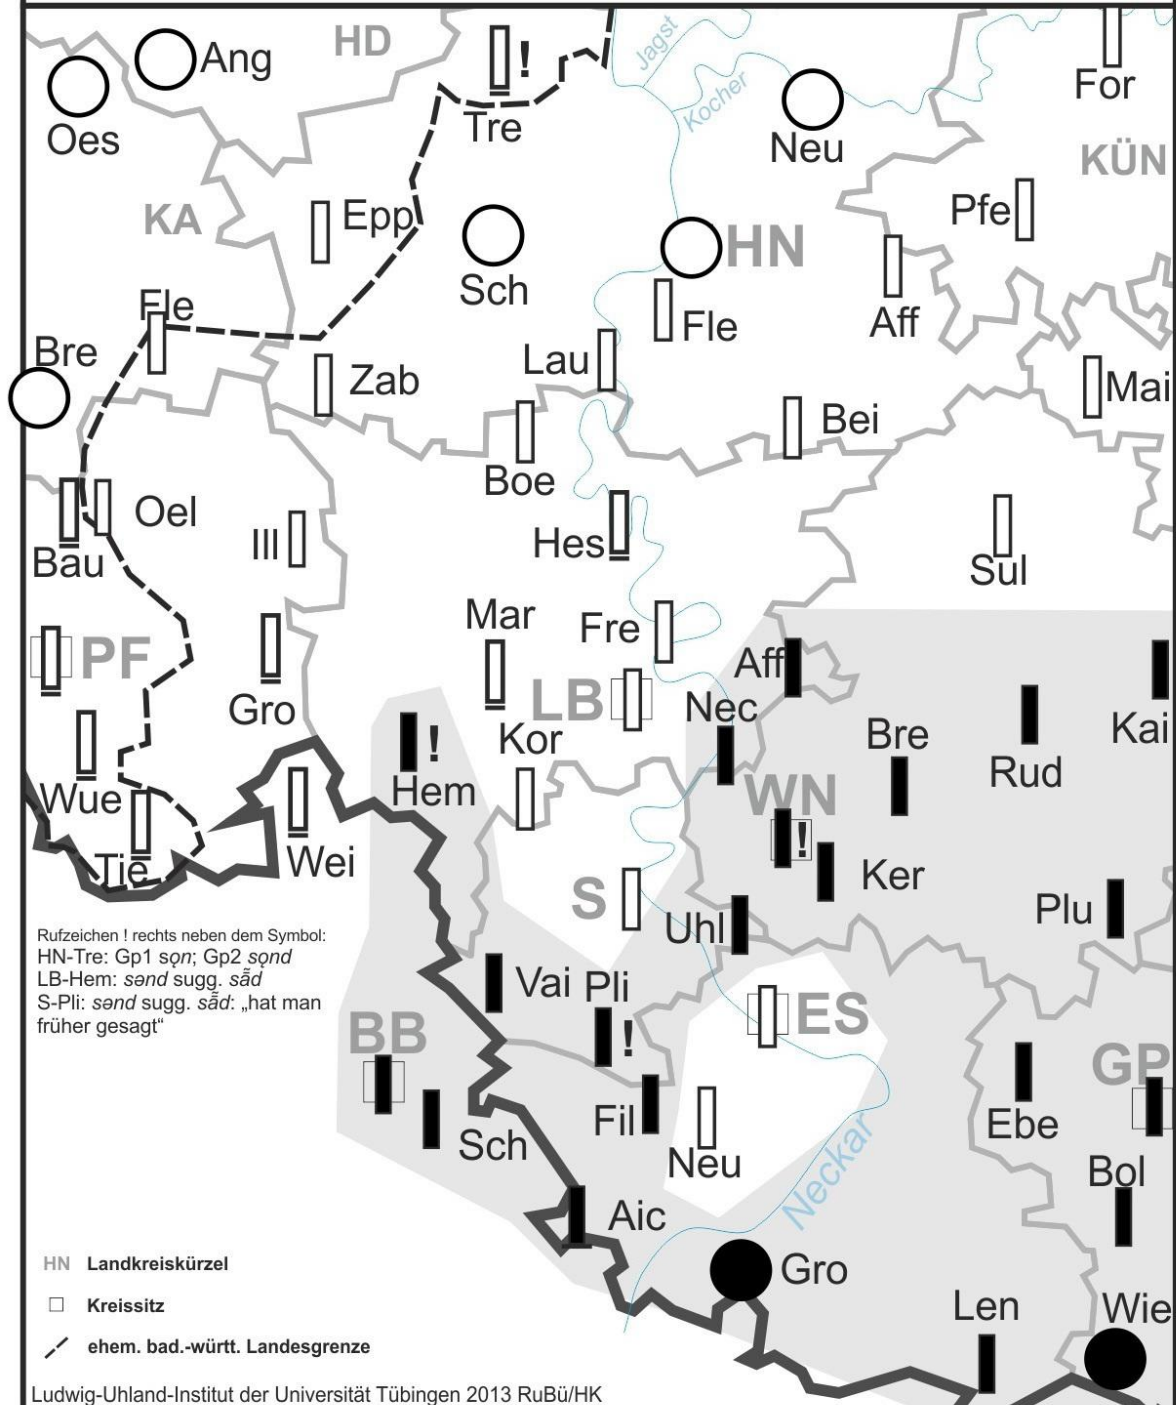 Ang
HD
!
Jagst
Oes
Tre
Kocher
Neu
For
KÜN
KA
Epp
Pfe
Sch
HN
Fle
Fle
Aff
Bre
Lau
Zab
Mai
Bei
Boe
Oel
Ill
Hes
Bau
Sul
Mar
Fre
PF
Aff
Gro
LB
Nec
Kor
Bre
Kai
!
Rud
Wue
Hem
WN
!
Tie
Wei
Ker
S
Uhl
Plu
Rufzeichen ! rechts neben dem Symbol:
HN-Tre: Gp1 sǫn; Gp2 sǫnd
LB-Hem: sənd sugg. sãd
S-Pli: sənd sugg. sãd: „hat man
früher gesagt“
Vai
Pli
BB
!
ES
GP
Fil
Sch
Neu
Ebe
Neckar
Bol
Aic
Gro
HN Landkreiskürzel
Kreissitz
Len
Wie
ehem. bad.-württ. Landesgrenze
Ludwig-Uhland-Institut der Universität Tübingen 2013 RuBü/HK